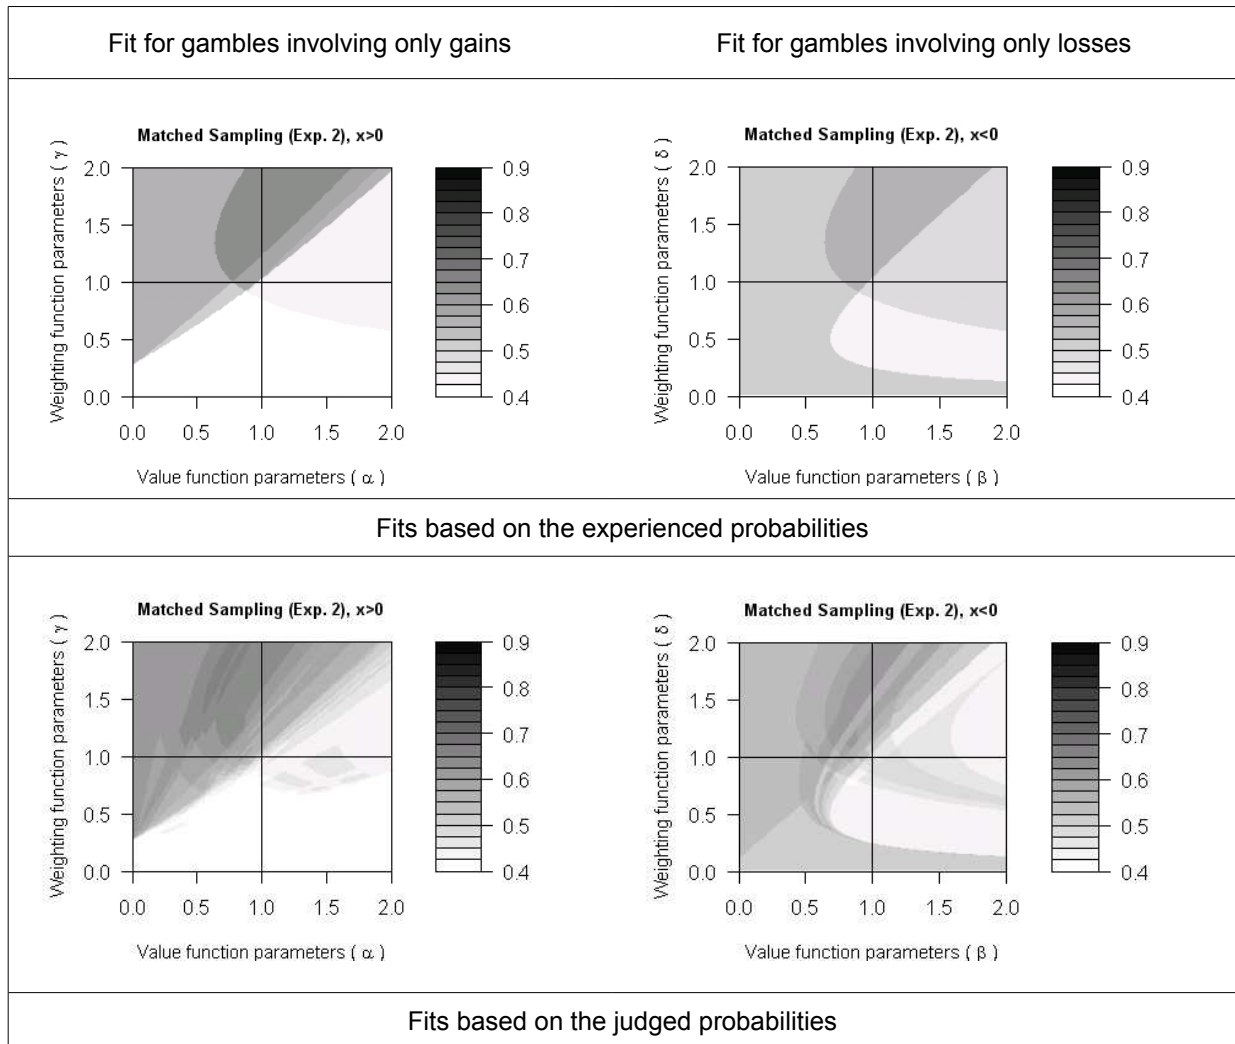 Fit for gambles involving only gains
Fit for gambles involving only losses
Matched Sampling (Exp. 2), x>0
Weighting function parameters ( γ )
2.0
1.5
1.0
0.5
0.0
0.0 0.5 1.0 1.5 2.0
Value function parameters ( α )
0.9
0.8
0.7
0.6
0.5
0.4
Matched Sampling (Exp. 2), x<0
Weighting function parameters ( δ )
2.0
1.5
1.0
0.5
0.0
0.0 0.5 1.0 1.5 2.0
Value function parameters ( β )
0.9
0.8
0.7
0.6
0.5
0.4
Fits based on the experienced probabilities
Matched Sampling (Exp. 2), x>0
Weighting function parameters ( γ )
2.0
1.5
1.0
0.5
0.0
0.0 0.5 1.0 1.5 2.0
Value function parameters ( α )
0.9
0.8
0.7
0.6
0.5
0.4
Matched Sampling (Exp. 2), x<0
Weighting function parameters ( δ )
2.0
1.5
1.0
0.5
0.0
0.0 0.5 1.0 1.5 2.0
Value function parameters ( β )
0.9
0.8
0.7
0.6
0.5
0.4
Fits based on the judged probabilities